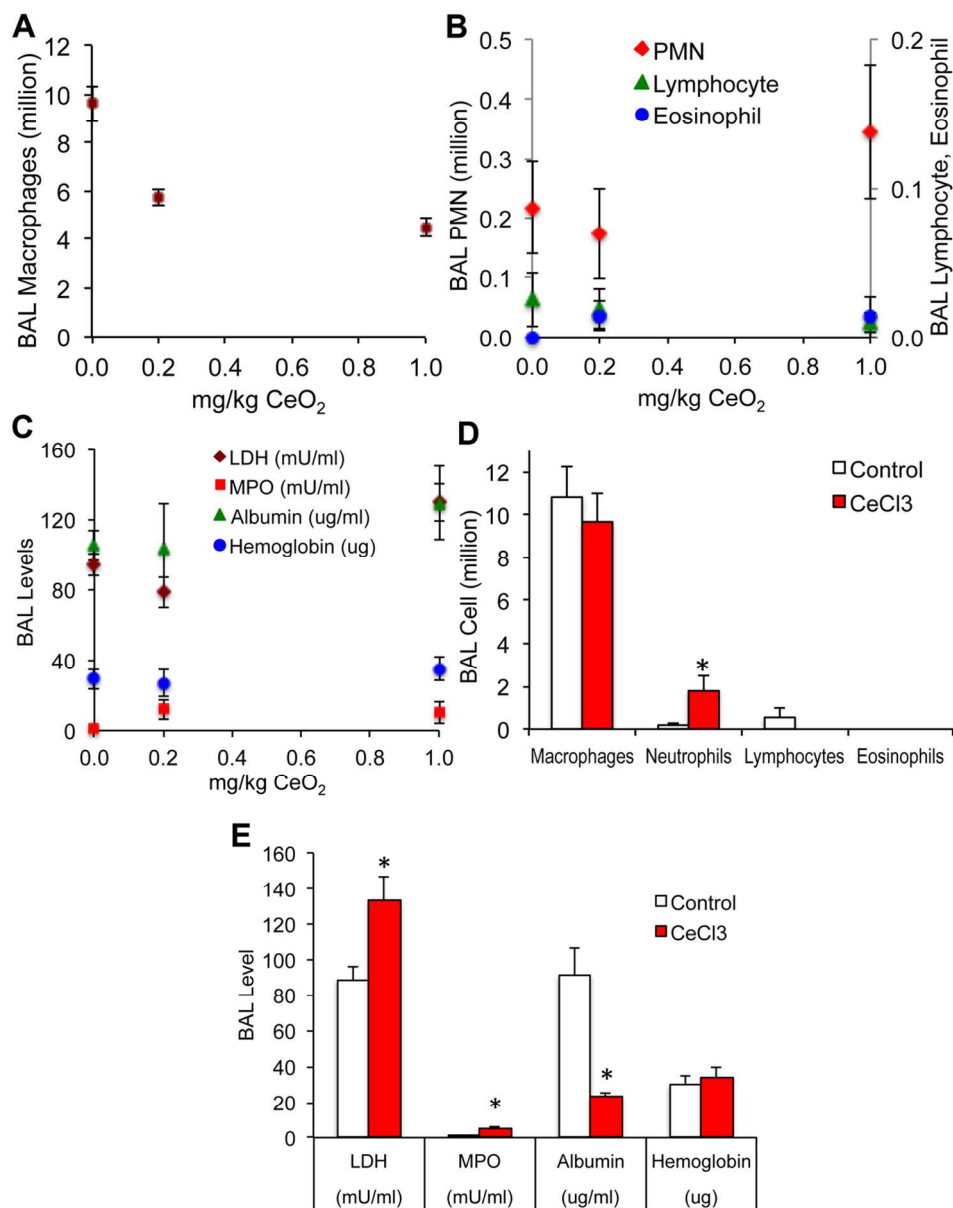 A
BAL Macrophages (million)
12
10
8
6
4
2
0
0.0 0.2 0.4 0.6 0.8 1.0
mg/kg CeO2
B
BAL PMN (million)
0.5
0.4
0.3
0.2
0.1
0.0
PMN
Lymphocyte
Eosinophil
0.2
0.1
0.0
BAL Lymphocyte, Eosinophil
0.0 0.2 0.4 0.6 0.8 1.0
mg/kg CeO2
C
BAL Levels
160
120
80
40
0
LDH (mU/ml)
MPO (mU/ml)
Albumin (ug/ml)
Hemoglobin (ug)
0.0 0.2 0.4 0.6 0.8 1.0
mg/kg CeO2
D
BAL Cell (million)
12
10
8
6
4
2
0
Control
CeCl3
*
Macrophages Neutrophils Lymphocytes Eosinophils
E
BAL Level
160
140
120
100
80
60
40
20
0
Control
CeCl3
*
*
*
LDH MPO Albumin Hemoglobin
(mU/ml) (mU/ml) (ug/ml) (ug)